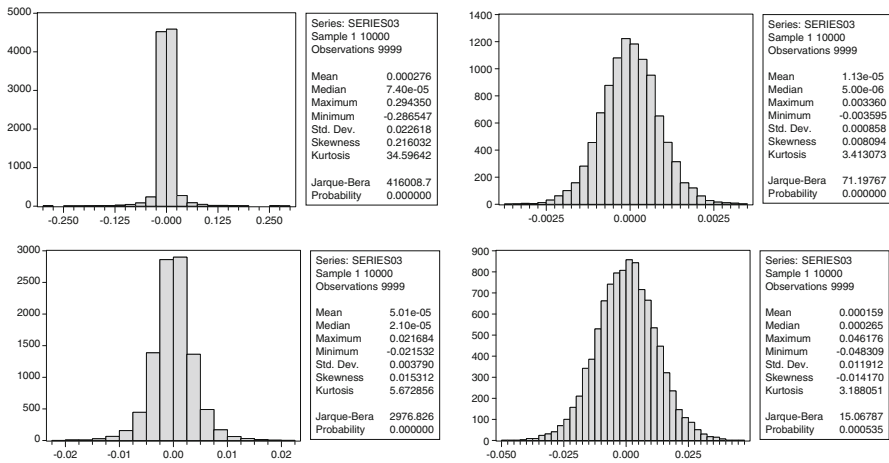 5000
4000
3000
2000
1000
0
-0.250 -0.125 -0.000 0.125 0.250
Series: SERIES03
Sample 1 10000
Observations 9999
Mean 0.000276
Median 7.40e-05
Maximum 0.294350
Minimum -0.286547
Std. Dev. 0.022618
Skewness 0.216032
Kurtosis 34.59642
Jarque-Bera 416008.7
Probability 0.000000
1400
1200
1000
800
600
400
200
0
-0.0025 0.0000 0.0025
Series: SERIES03
Sample 1 10000
Observations 9999
Mean 1.13e-05
Median 5.00e-06
Maximum 0.003360
Minimum -0.003595
Std. Dev. 0.000858
Skewness 0.008094
Kurtosis 3.413073
Jarque-Bera 71.19767
Probability 0.000000
3000
2500
2000
1500
1000
500
0
-0.02 -0.01 0.00 0.01 0.02
Series: SERIES03
Sample 1 10000
Observations 9999
Mean 5.01e-05
Median 2.10e-05
Maximum 0.021684
Minimum -0.021532
Std. Dev. 0.003790
Skewness 0.015312
Kurtosis 5.672856
Jarque-Bera 2976.826
Probability 0.000000
900
800
700
600
500
400
300
200
100
0
-0.050 -0.025 0.000 0.025
Series: SERIES03
Sample 1 10000
Observations 9999
Mean 0.000159
Median 0.000265
Maximum 0.046176
Minimum -0.048309
Std. Dev. 0.011912
Skewness -0.014170
Kurtosis 3.188051
Jarque-Bera 15.06787
Probability 0.000535